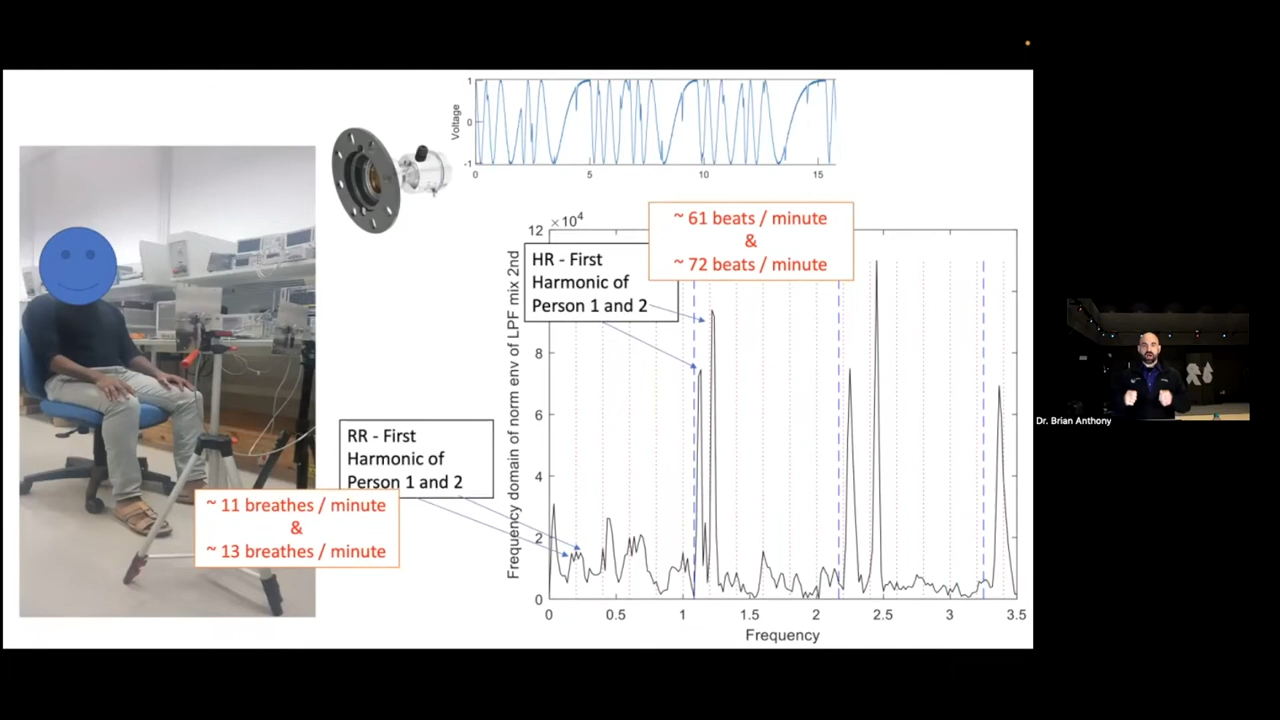 1
0
-1
Voltage
0
5
10
15
~ 61 beats / minute
&
~ 72 beats / minute
HR - First
Harmonic of
Person 1 and 2
RR - First
Harmonic of
Person 1 and 2
~ 11 breathes / minute
&
~ 13 breathes / minute
×10⁴
12
8
6
4
2
0
Frequency domain of norm env of LPF mix 2nd
0
0.5
1
1.5
2
2.5
3
3.5
Frequency
Dr. Brian Anthony